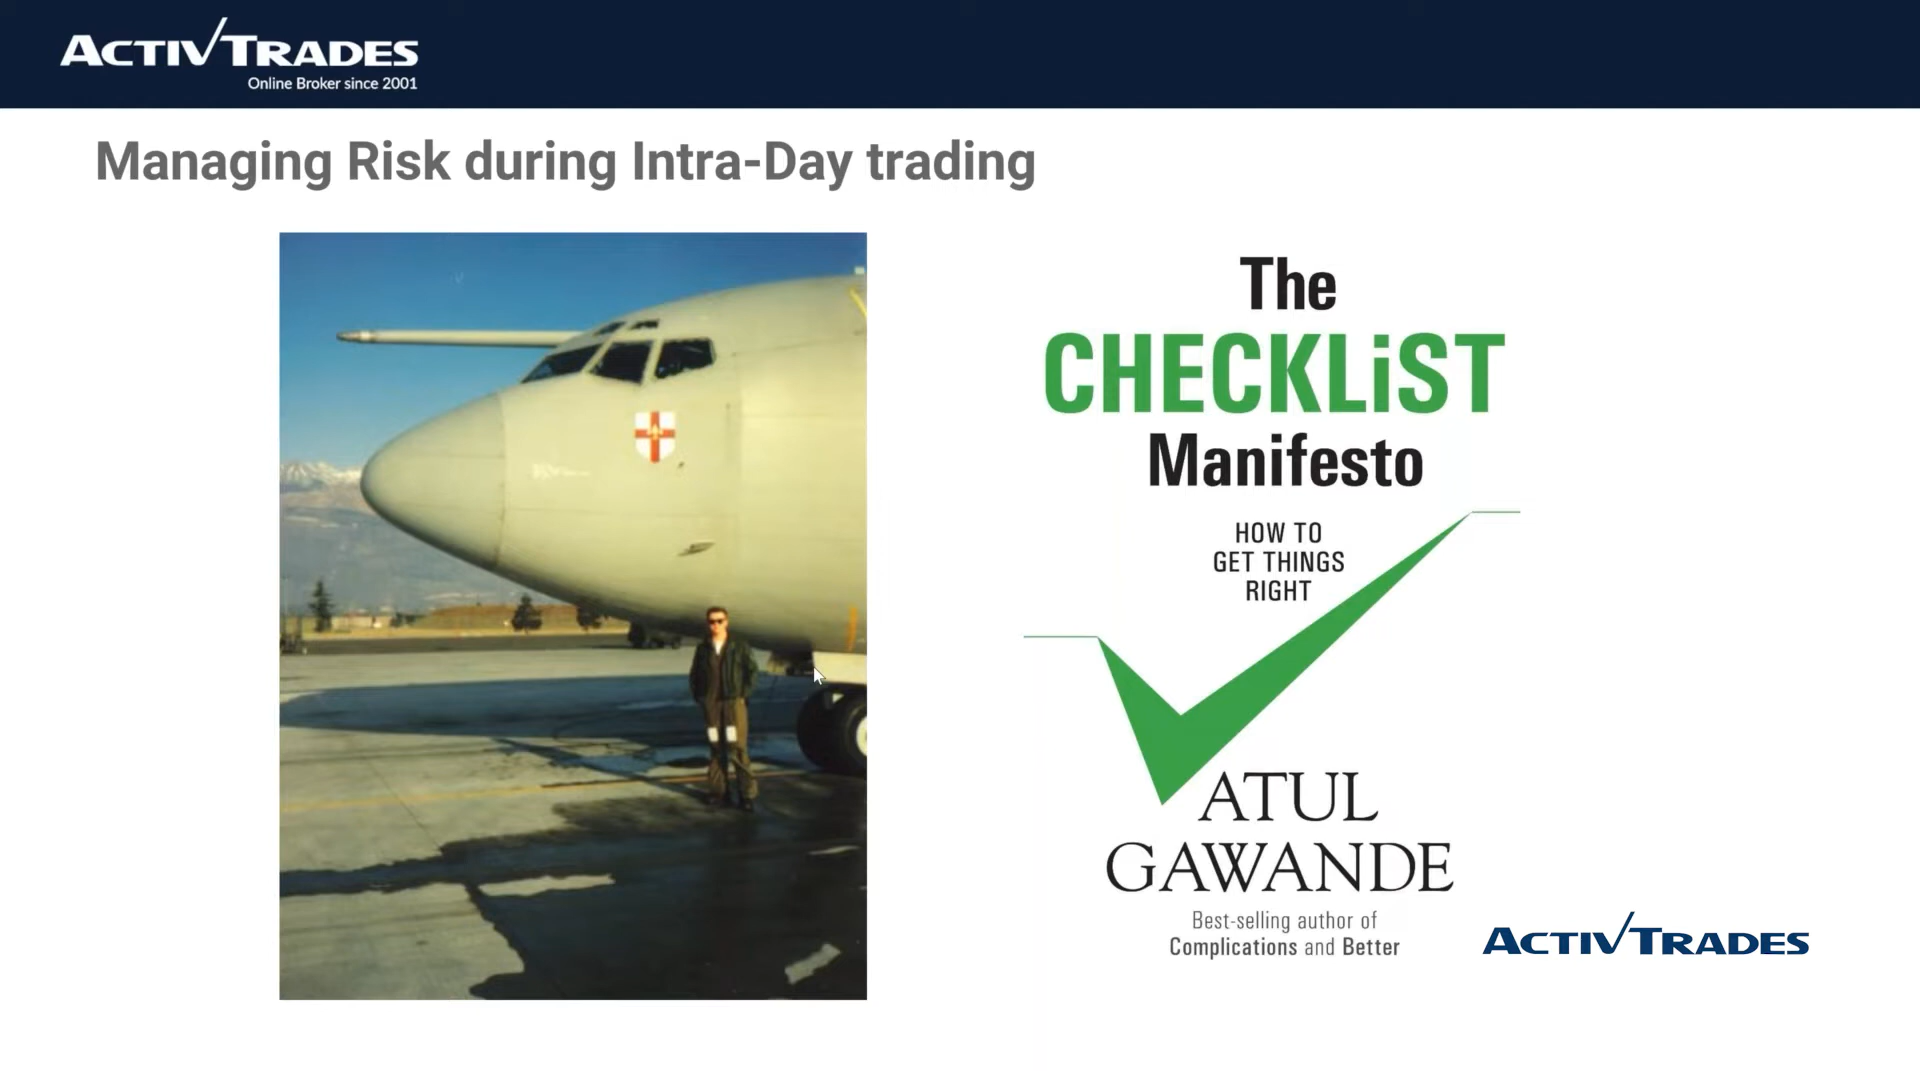 ACTIVTRADES
Online Broker since 2001
Managing Risk during Intra-Day trading
The
CHECKLiST
Manifesto
HOW TO
GET THINGS
RIGHT
ATUL
GAWANDE
Best-selling author of
Complications and Better
ACTIVTRADES